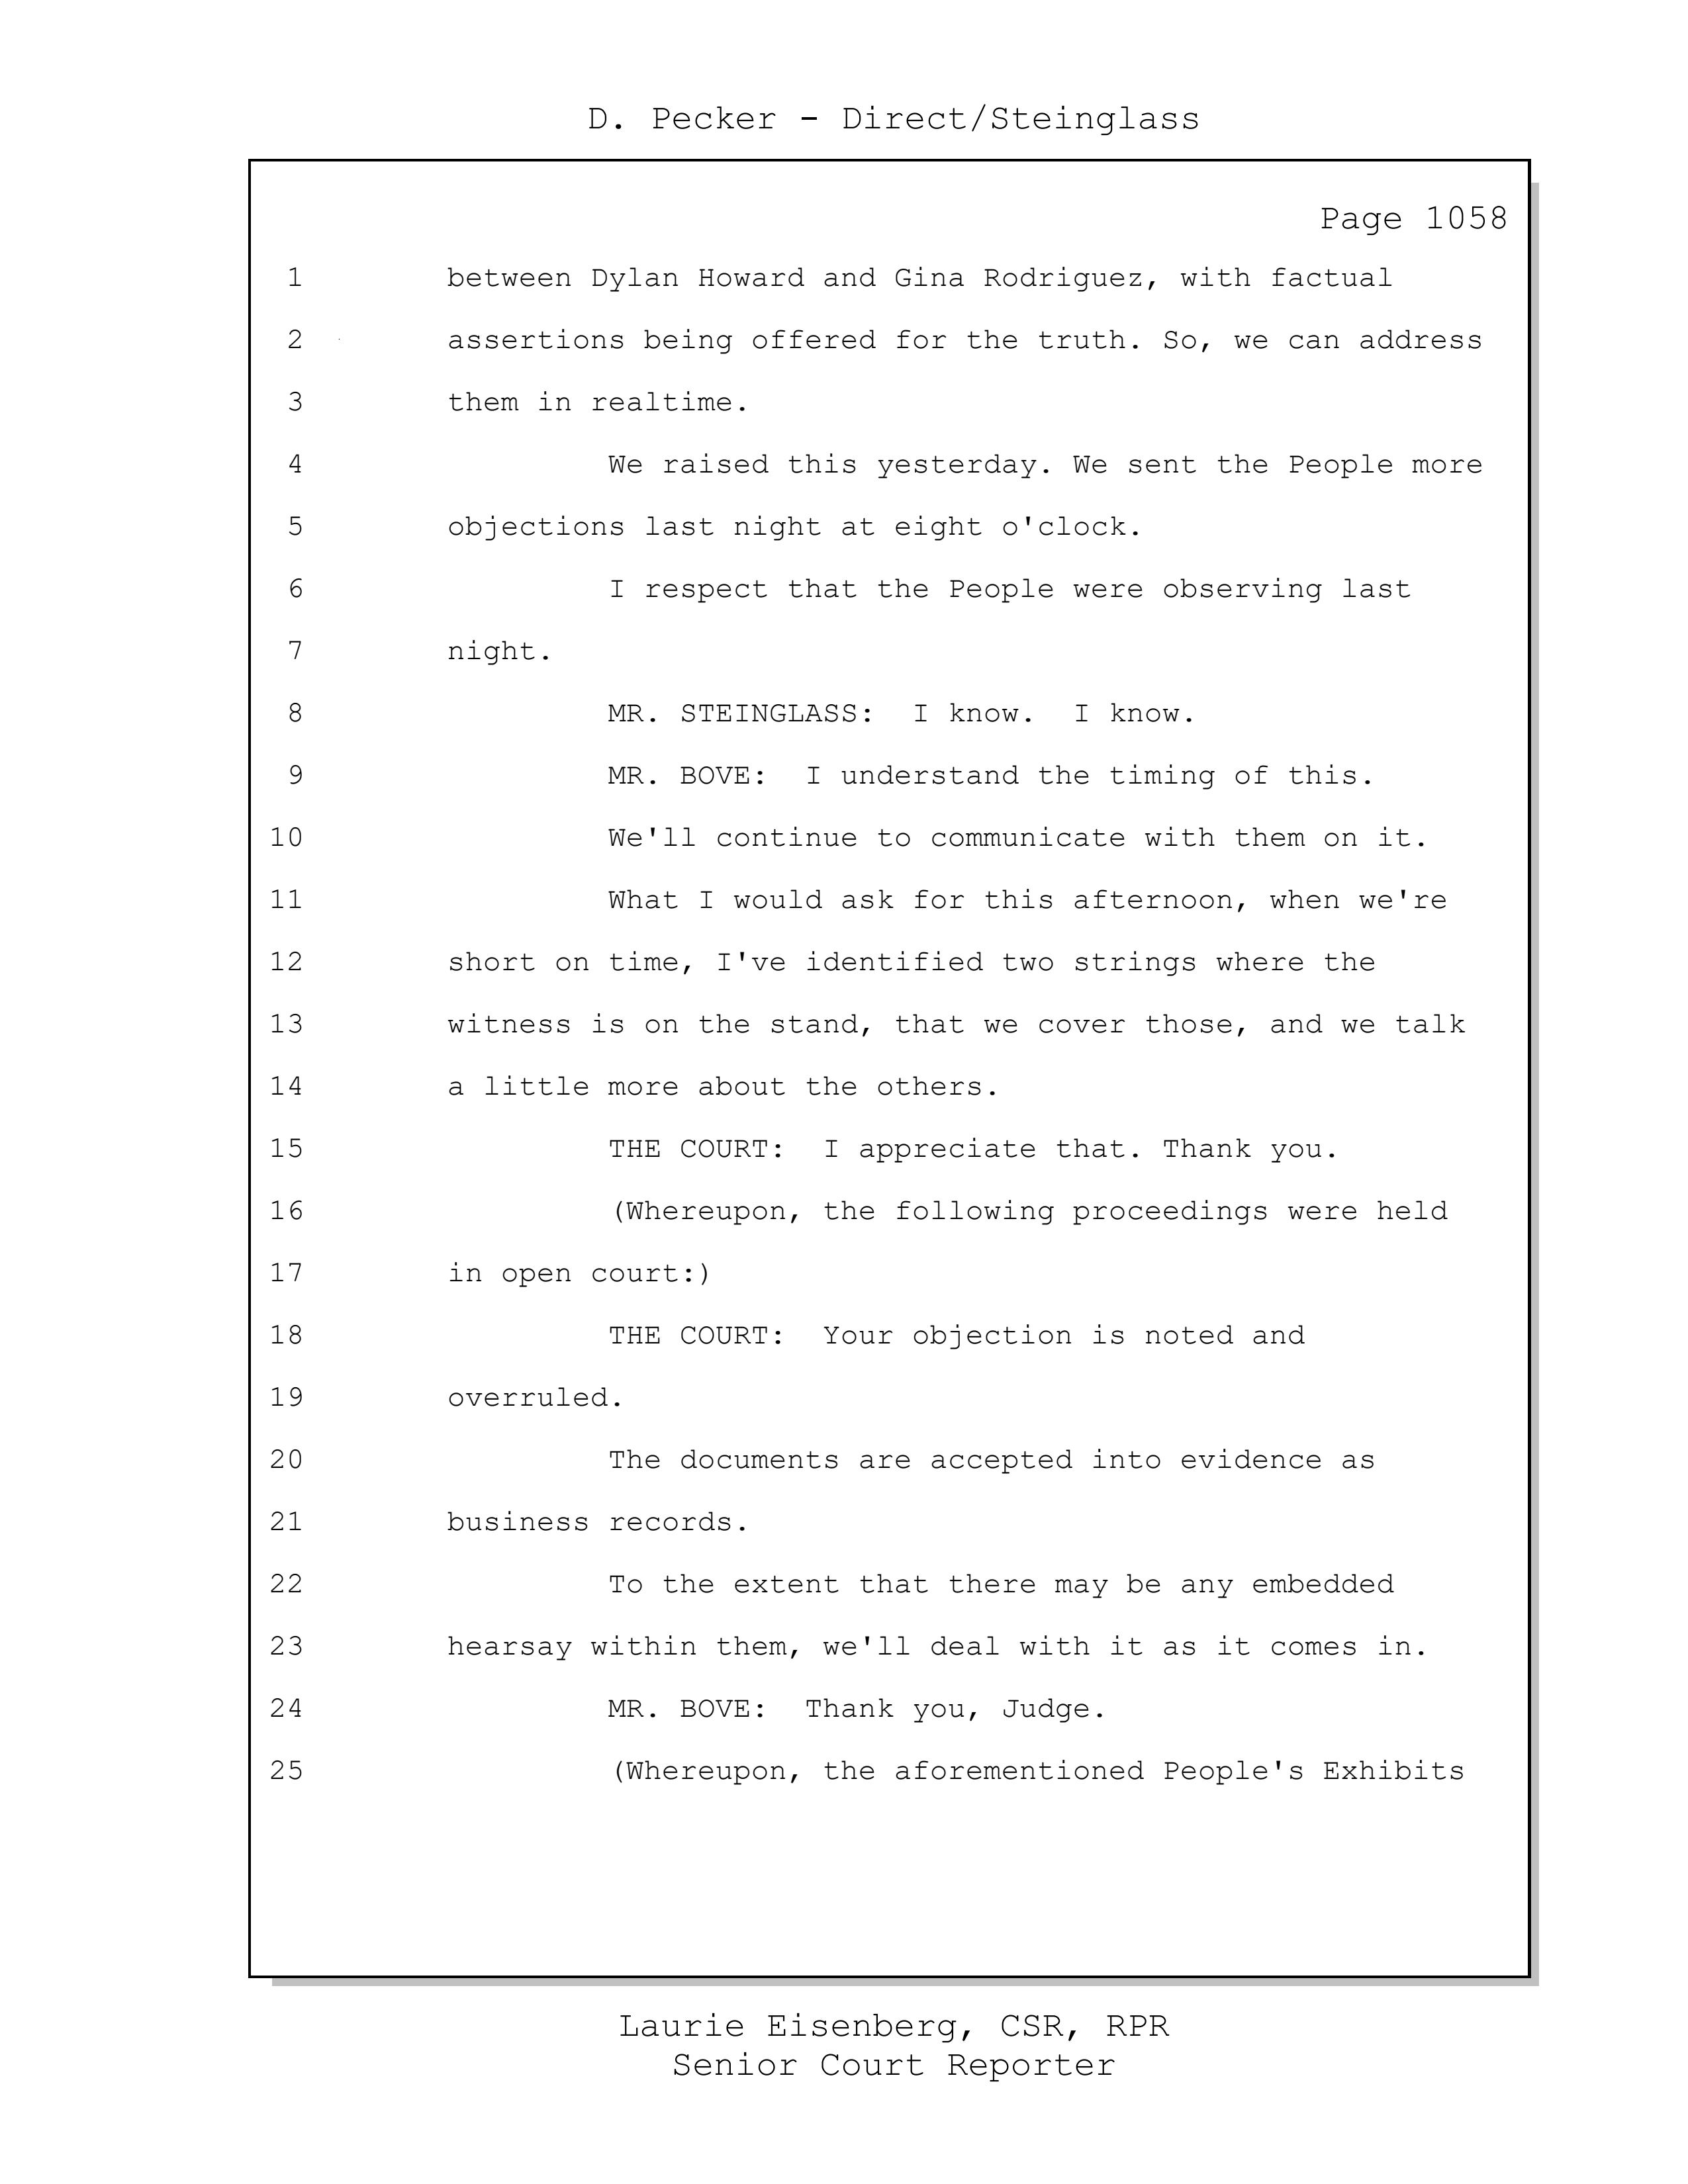 D. Pecker - Direct/Steinglass
Page 1058
1 between Dylan Howard and Gina Rodriguez, with factual
2 assertions being offered for the truth. So, we can address
3 them in realtime.
4 We raised this yesterday. We sent the People more
5 objections last night at eight o'clock.
6 I respect that the People were observing last
7 night.
8 MR. STEINGLASS:  I know.  I know.
9 MR. BOVE:  I understand the timing of this.
10 We'll continue to communicate with them on it.
11 What I would ask for this afternoon, when we're
12 short on time, I've identified two strings where the
13 witness is on the stand, that we cover those, and we talk
14 a little more about the others.
15 THE COURT:  I appreciate that. Thank you.
16 (Whereupon, the following proceedings were held
17 in open court:)
18 THE COURT:  Your objection is noted and
19 overruled.
20 The documents are accepted into evidence as
21 business records.
22 To the extent that there may be any embedded
23 hearsay within them, we'll deal with it as it comes in.
24 MR. BOVE:  Thank you, Judge.
25 (Whereupon, the aforementioned People's Exhibits
Laurie Eisenberg, CSR, RPR
Senior Court Reporter